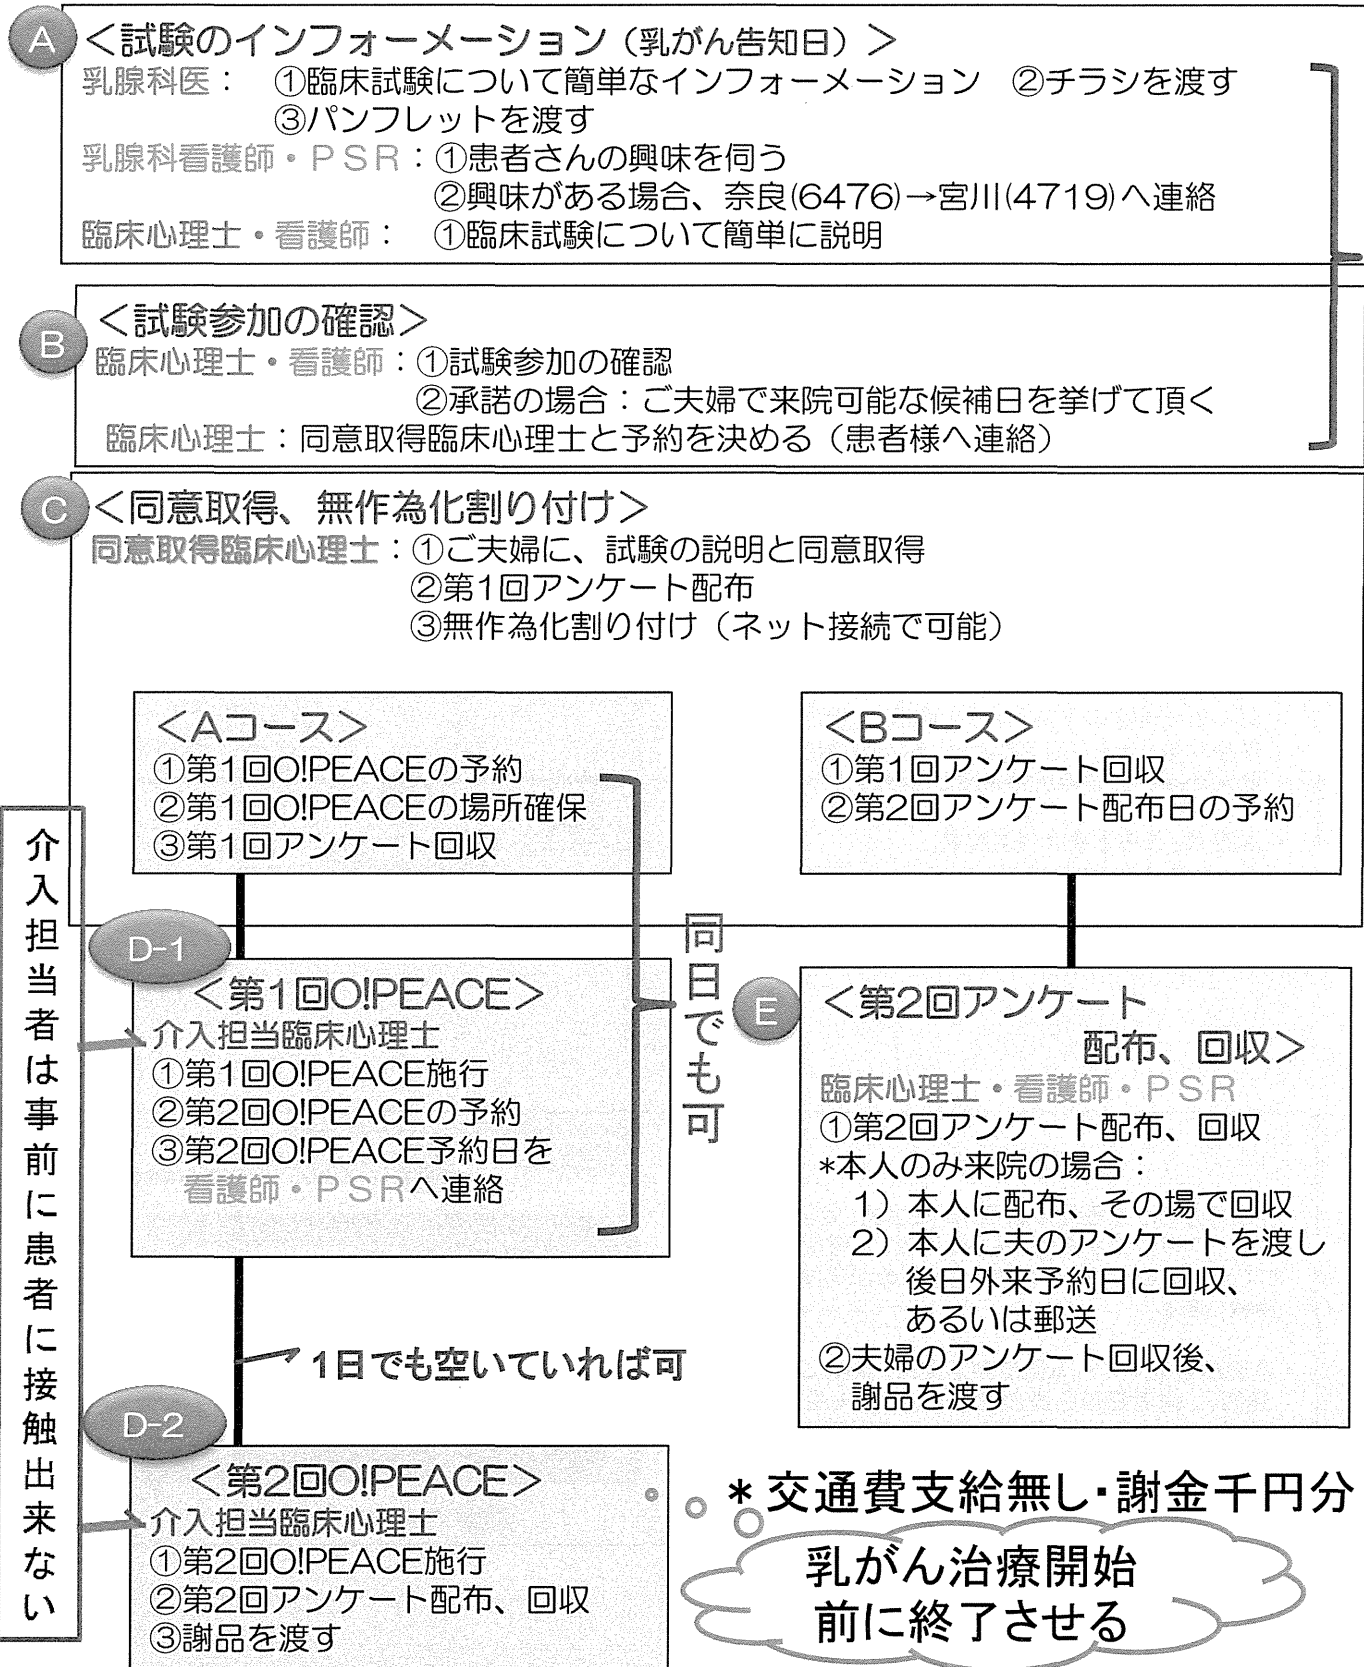 A
＜試験のインフォーメーション（乳がん告知日）＞
乳腺科医：　①臨床試験について簡単なインフォーメーション　②チラシを渡す
③パンフレットを渡す
乳腺科看護師・ＰＳＲ：①患者さんの興味を伺う
②興味がある場合、奈良(6476)→宮川(4719)へ連絡
臨床心理士・看護師：　①臨床試験について簡単に説明
B
＜試験参加の確認＞
臨床心理士・看護師：①試験参加の確認
②承諾の場合：ご夫婦で来院可能な候補日を挙げて頂く
臨床心理士：同意取得臨床心理士と予約を決める（患者様へ連絡）
C
＜同意取得、無作為化割り付け＞
同意取得臨床心理士：①ご夫婦に、試験の説明と同意取得
②第1回アンケート配布
③無作為化割り付け（ネット接続で可能）
＜Aコース＞
①第1回O!PEACEの予約
②第1回O!PEACEの場所確保
③第1回アンケート回収
＜Bコース＞
①第1回アンケート回収
②第2回アンケート配布日の予約
介入担当者は事前に患者に接触出来ない
D-1
＜第1回O!PEACE＞
介入担当臨床心理士
①第1回O!PEACE施行
②第2回O!PEACEの予約
③第2回O!PEACE予約日を
看護師・ＰＳＲへ連絡
同日でも可
E
＜第2回アンケート
配布、回収＞
臨床心理士・看護師・ＰＳＲ
①第2回アンケート配布、回収
*本人のみ来院の場合：
1）本人に配布、その場で回収
2）本人に夫のアンケートを渡し
後日外来予約日に回収、
あるいは郵送
②夫婦のアンケート回収後、
謝品を渡す
1日でも空いていれば可
D-2
＜第2回O!PEACE＞
介入担当臨床心理士
①第2回O!PEACE施行
②第2回アンケート配布、回収
③謝品を渡す
＊交通費支給無し・謝金千円分
乳がん治療開始
前に終了させる